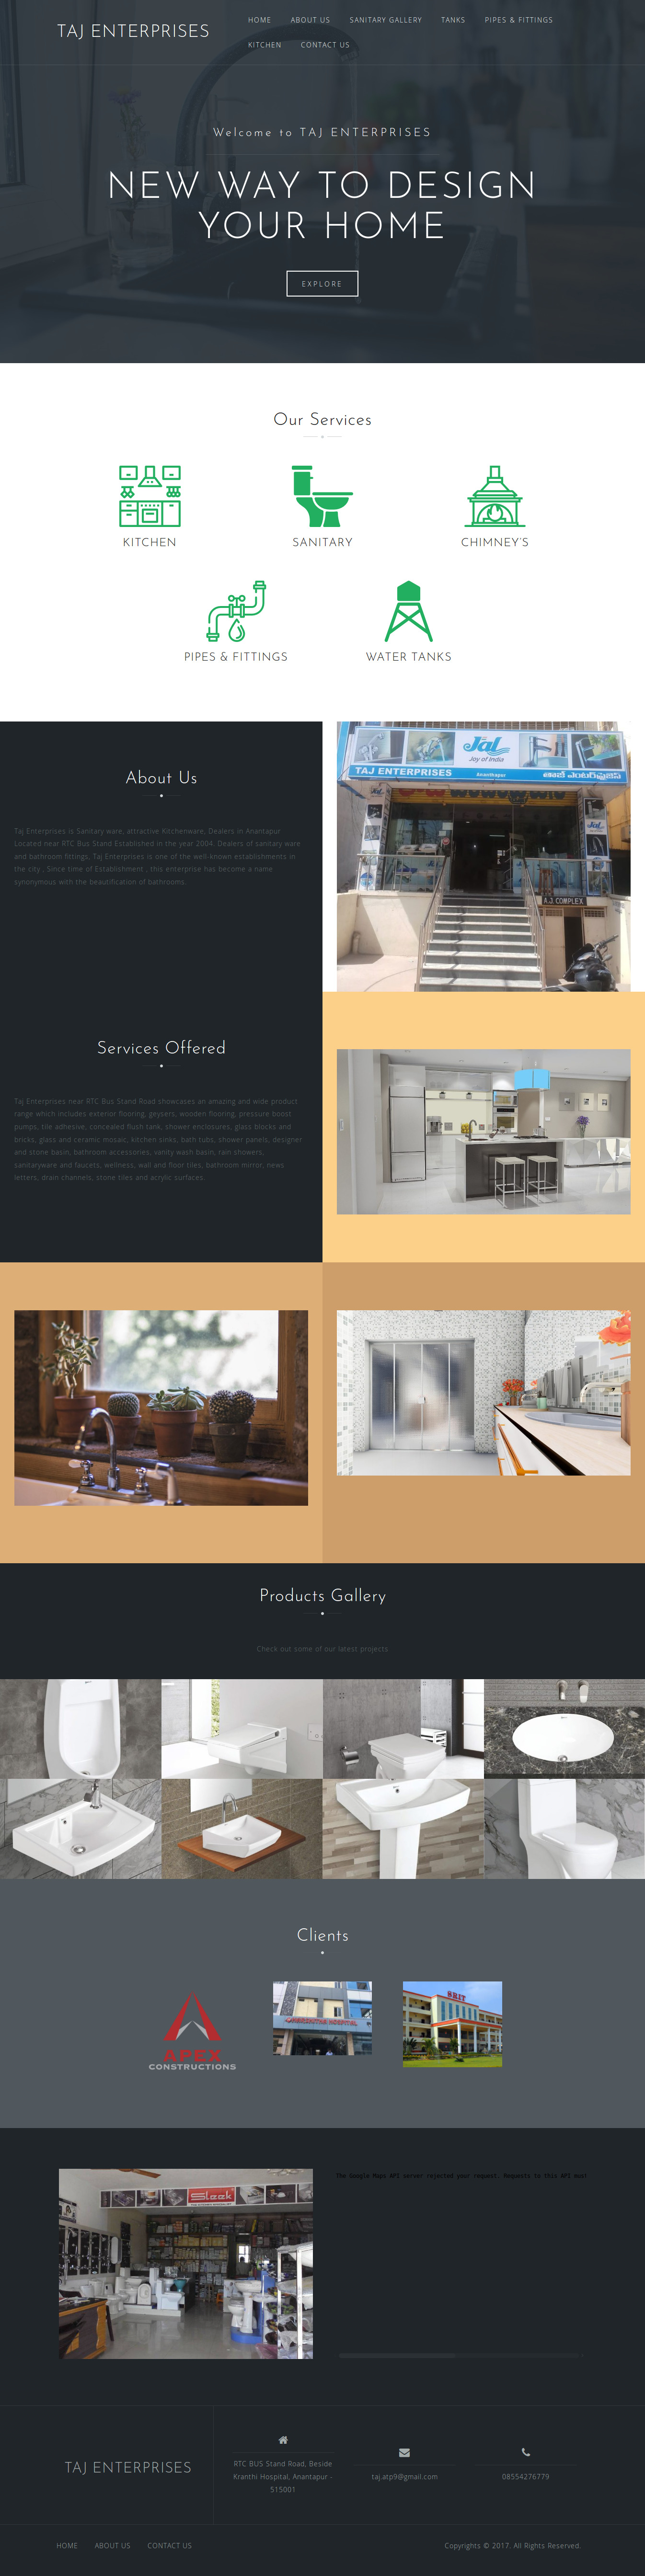 TAJ ENTERPRISES
HOME ABOUT US SANITARY GALLERY TANKS PIPES & FITTINGS
KITCHEN CONTACT US
Welcome to TAJ ENTERPRISES
NEW WAY TO DESIGN
YOUR HOME
EXPLORE
Our Services
KITCHEN
SANITARY
CHIMNEY'S
PIPES & FITTINGS
WATER TANKS
About Us
Taj Enterprises is Sanitary ware, attractive Kitchenware, Dealers in Anantapur
Located near RTC Bus Stand Established in the year 2004. Dealers of sanitary ware
and bathroom fittings, Taj Enterprises is one of the well-known establishments in
the city , Since time of Establishment , this enterprise has become a name
synonymous with the beautification of bathrooms.
Jal
Joy of India
TAJ ENTERPRISES
Ananthapur
తాజ్ ఎంటర్‌ప్రైజెస్
Jal
A.J. COMPLEX
Services Offered
Taj Enterprises near RTC Bus Stand Road showcases an amazing and wide product
range which includes exterior flooring, geysers, wooden flooring, pressure boost
pumps, tile adhesive, concealed flush tank, shower enclosures, glass blocks and
bricks, glass and ceramic mosaic, kitchen sinks, bath tubs, shower panels, designer
and stone basin, bathroom accessories, vanity wash basin, rain showers,
sanitaryware and faucets, wellness, wall and floor tiles, bathroom mirror, news
letters, drain channels, stone tiles and acrylic surfaces.
Products Gallery
Check out some of our latest projects
Clients
APEX
CONSTRUCTIONS
HOSPITAL
SRIT
Sleek
The Google Maps API server rejected your request. Requests to this API must
TAJ ENTERPRISES
RTC BUS Stand Road, Beside
Kranthi Hospital, Anantapur -
515001
taj.atp9@gmail.com
08554276779
HOME ABOUT US CONTACT US
Copyrights © 2017. All Rights Reserved.